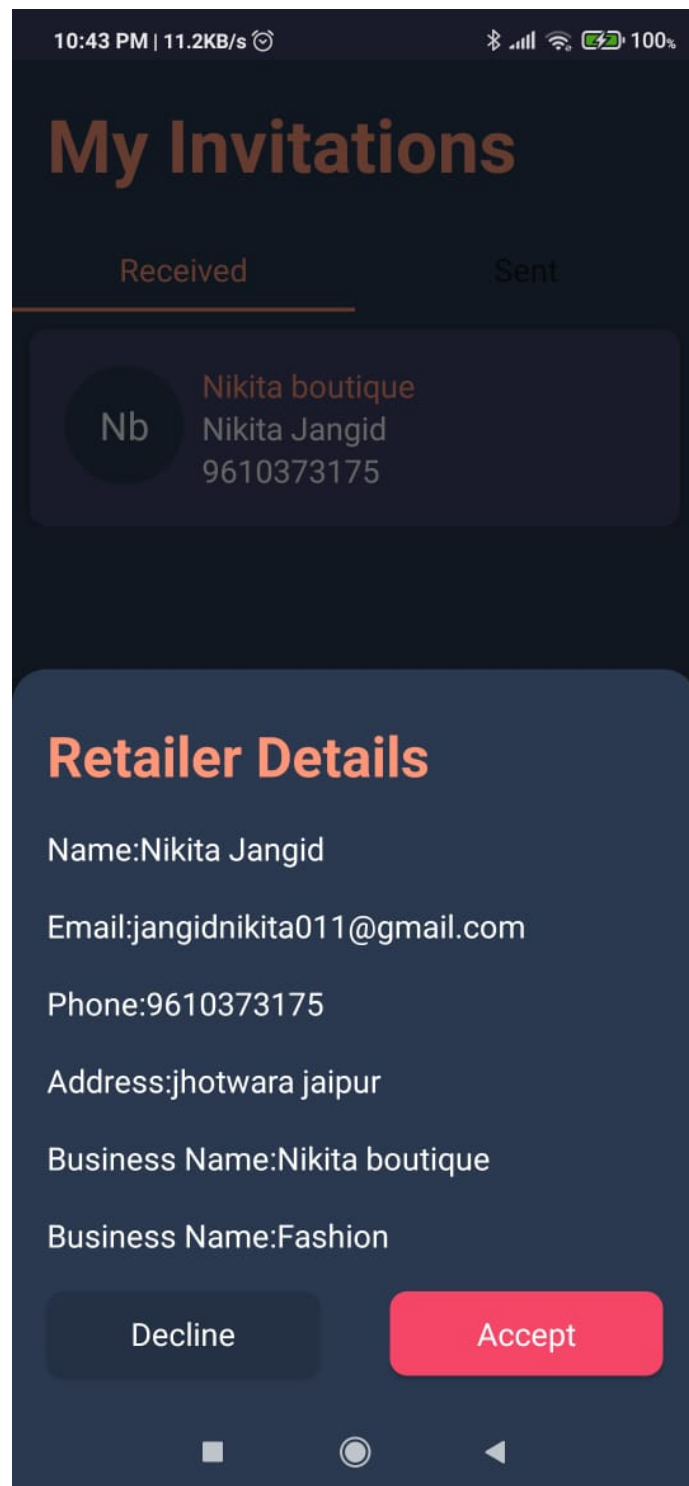 10:43 PM | 11.2KB/s 100%
My Invitations
Received Sent
Nb
Nikita boutique
Nikita Jangid
9610373175
Retailer Details
Name:Nikita Jangid
Email:jangidnikita011@gmail.com
Phone:9610373175
Address:jhotwara jaipur
Business Name:Nikita boutique
Business Name:Fashion
Decline Accept